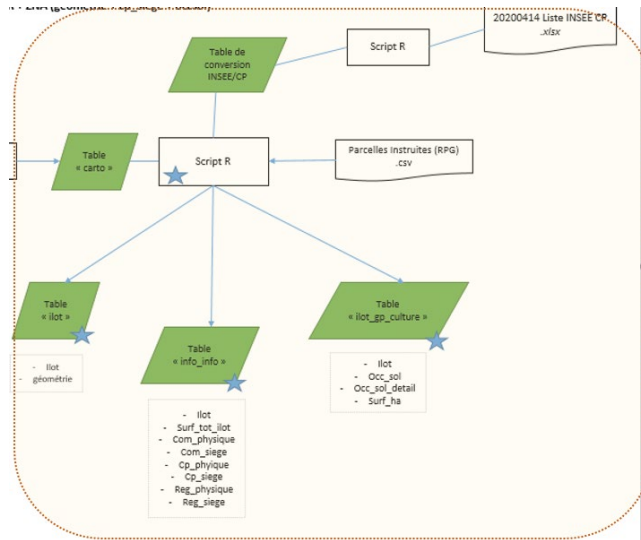 20200414 Liste INSEE CP
.xlsx
Table de
conversion
INSEE/CP
Script R
Table
« carto »
Script R
Parcelles Instruites (RPG)
.csv
Table
« ilot »
Table
« info_info »
Table
« ilot_gp_culture »
- Ilot
- géométrie
- Ilot
- Surf_tot_ilot
- Com_physique
- Com_siege
- Cp_phyique
- Cp_siege
- Reg_physique
- Reg_siege
- Ilot
- Occ_sol
- Occ_sol_detail
- Surf_ha